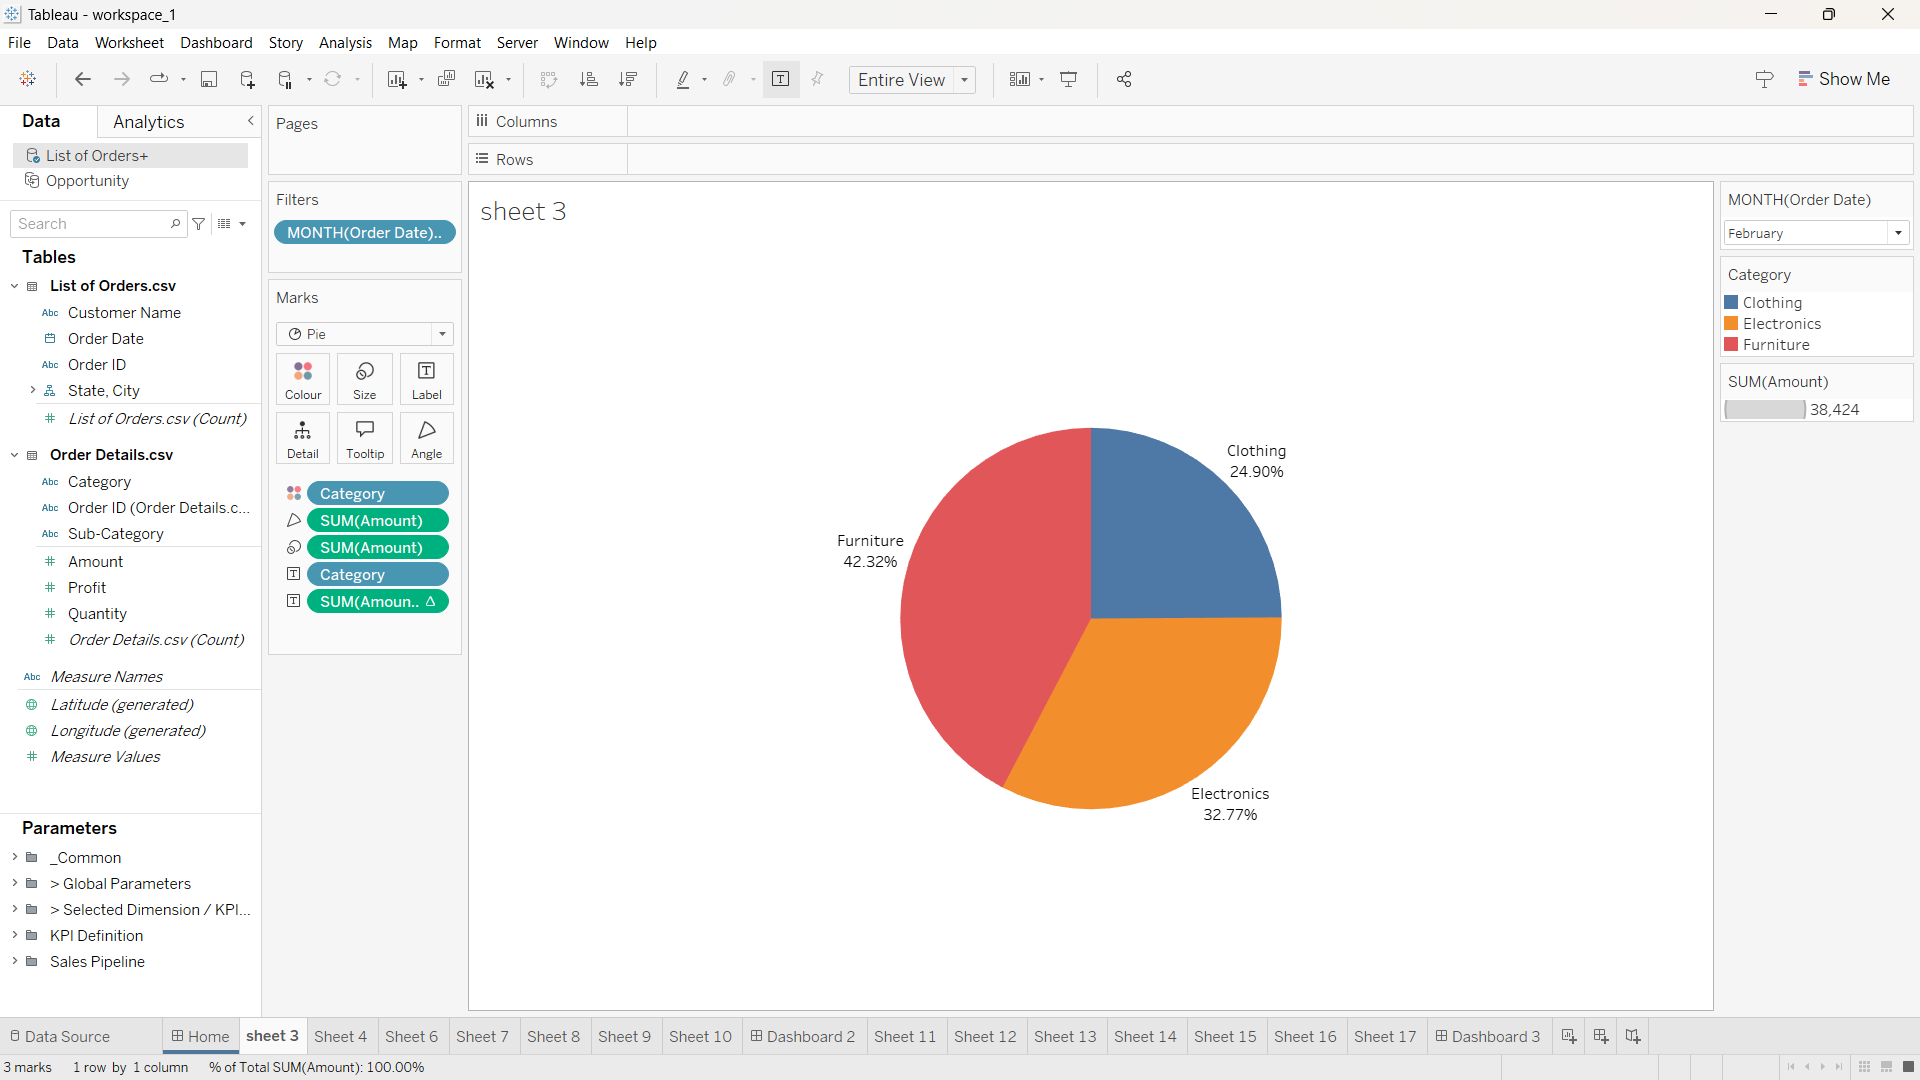 Tableau - workspace_1
File Data Worksheet Dashboard Story Analysis Map Format Server Window Help
Entire View
Show Me
Data
Analytics
List of Orders+
Opportunity
Search
Tables
List of Orders.csv
Abc Customer Name
Order Date
Abc Order ID
State, City
List of Orders.csv (Count)
Order Details.csv
Abc Category
Abc Order ID (Order Details.c...
Abc Sub-Category
Amount
Profit
Quantity
Order Details.csv (Count)
Abc Measure Names
Latitude (generated)
Longitude (generated)
Measure Values
Parameters
_Common
> Global Parameters
> Selected Dimension / KPI...
KPI Definition
Sales Pipeline
Pages
Filters
MONTH(Order Date)..
Marks
Pie
Colour
Size
Label
Detail
Tooltip
Angle
Category
SUM(Amount)
SUM(Amount)
Category
SUM(Amoun.. Δ
Columns
Rows
sheet 3
Clothing
24.90%
Furniture
42.32%
Electronics
32.77%
MONTH(Order Date)
February
Category
Clothing
Electronics
Furniture
SUM(Amount)
38,424
Data Source
Home
sheet 3
Sheet 4
Sheet 6
Sheet 7
Sheet 8
Sheet 9
Sheet 10
Dashboard 2
Sheet 11
Sheet 12
Sheet 13
Sheet 14
Sheet 15
Sheet 16
Sheet 17
Dashboard 3
3 marks
1 row by 1 column
% of Total SUM(Amount): 100.00%